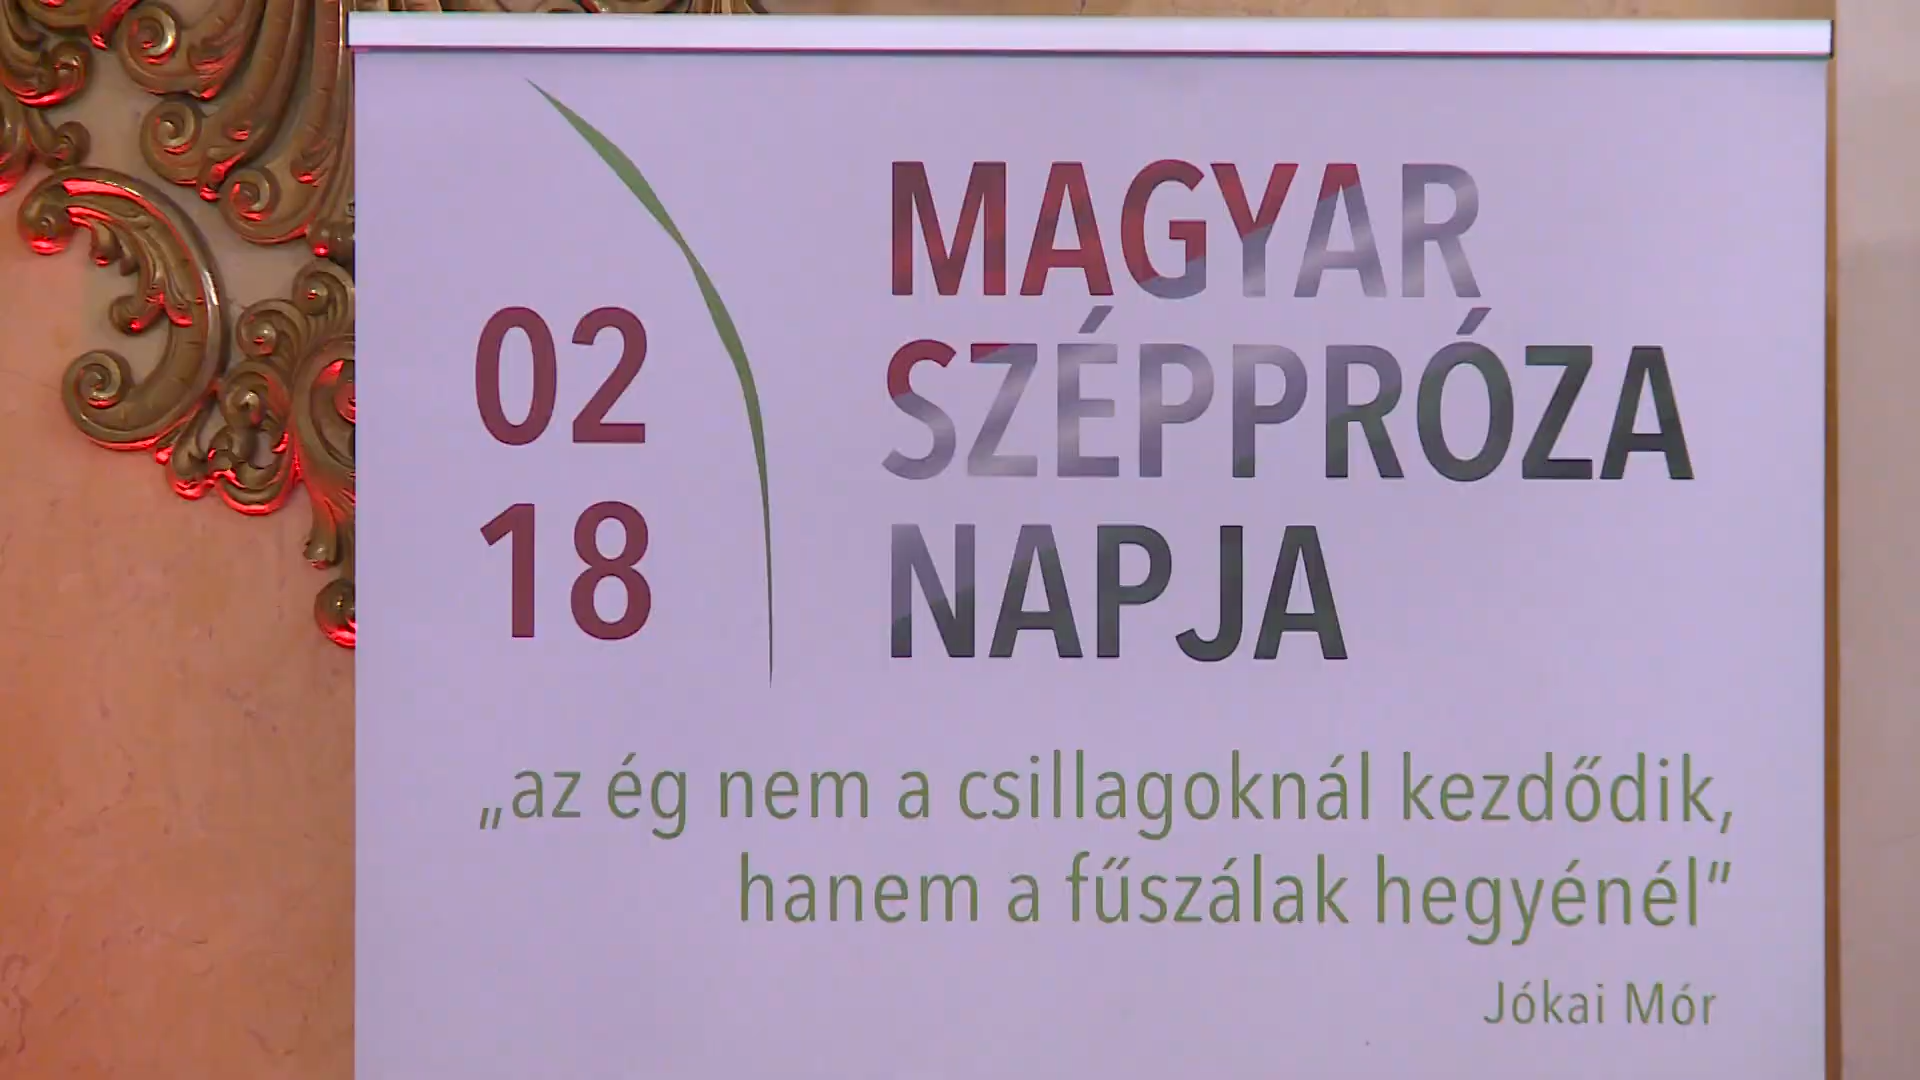 02
18
MAGYAR
SZÉPPRÓZA
NAPJA
„az ég nem a csillagoknál kezdődik,
hanem a fűszálak hegyénél”
Jókai Mór